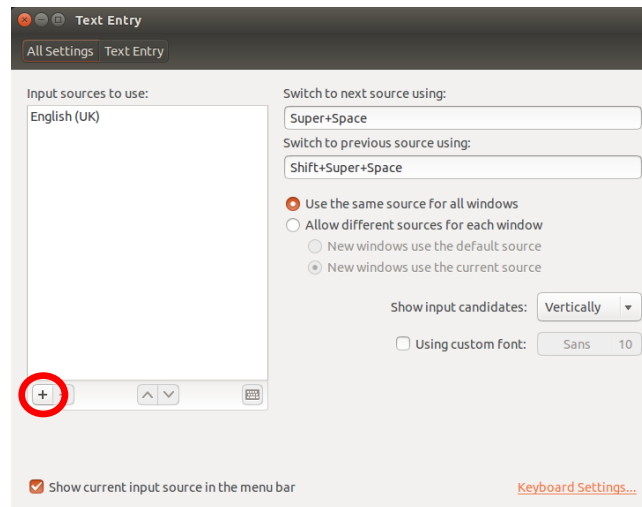 Text Entry
All Settings Text Entry
Input sources to use:
English (UK)
Switch to next source using:
Super+Space
Switch to previous source using:
Shift+Super+Space
Use the same source for all windows
Allow different sources for each window
New windows use the default source
New windows use the current source
Show input candidates: Vertically
Using custom font: Sans 10
+
Show current input source in the menu bar
Keyboard Settings...